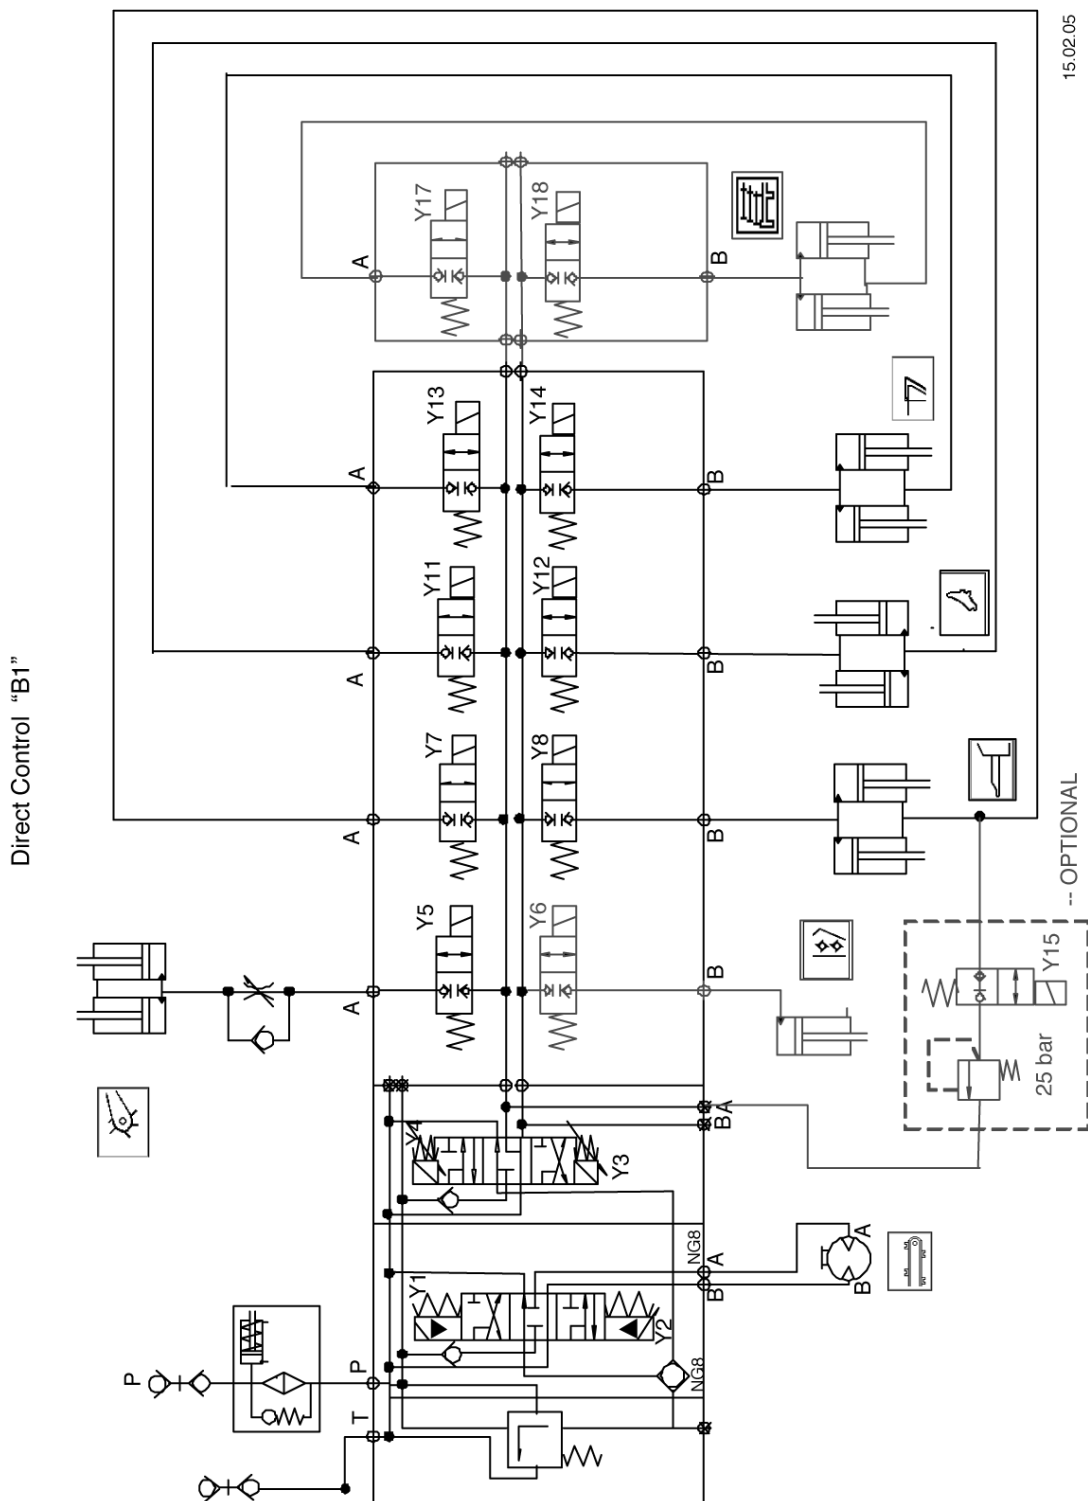 15.02.05
Direct Control "B1"
Y17
Y18
A
B
Y13
Y14
A
B
Y11
Y12
A
B
Y7
Y8
A
B
Y5
Y6
A
B
-- OPTIONAL
Y15
25 bar
Y4
Y3
B A
NG8
A
B
Y1
Y2
A
B
NG8
P
P
T